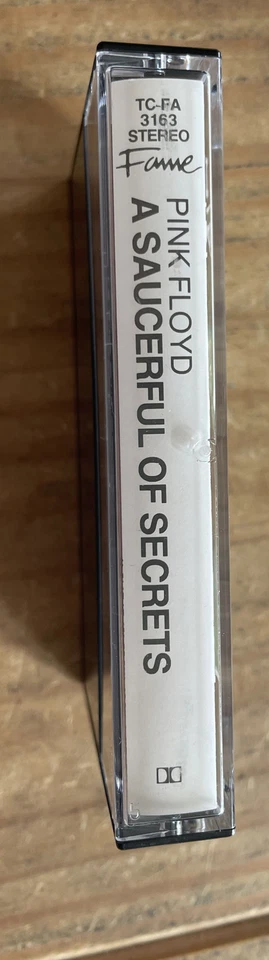 TC-FA
3163
STEREO
Fame
PINK FLOYD
A SAUCERFUL OF SECRETS